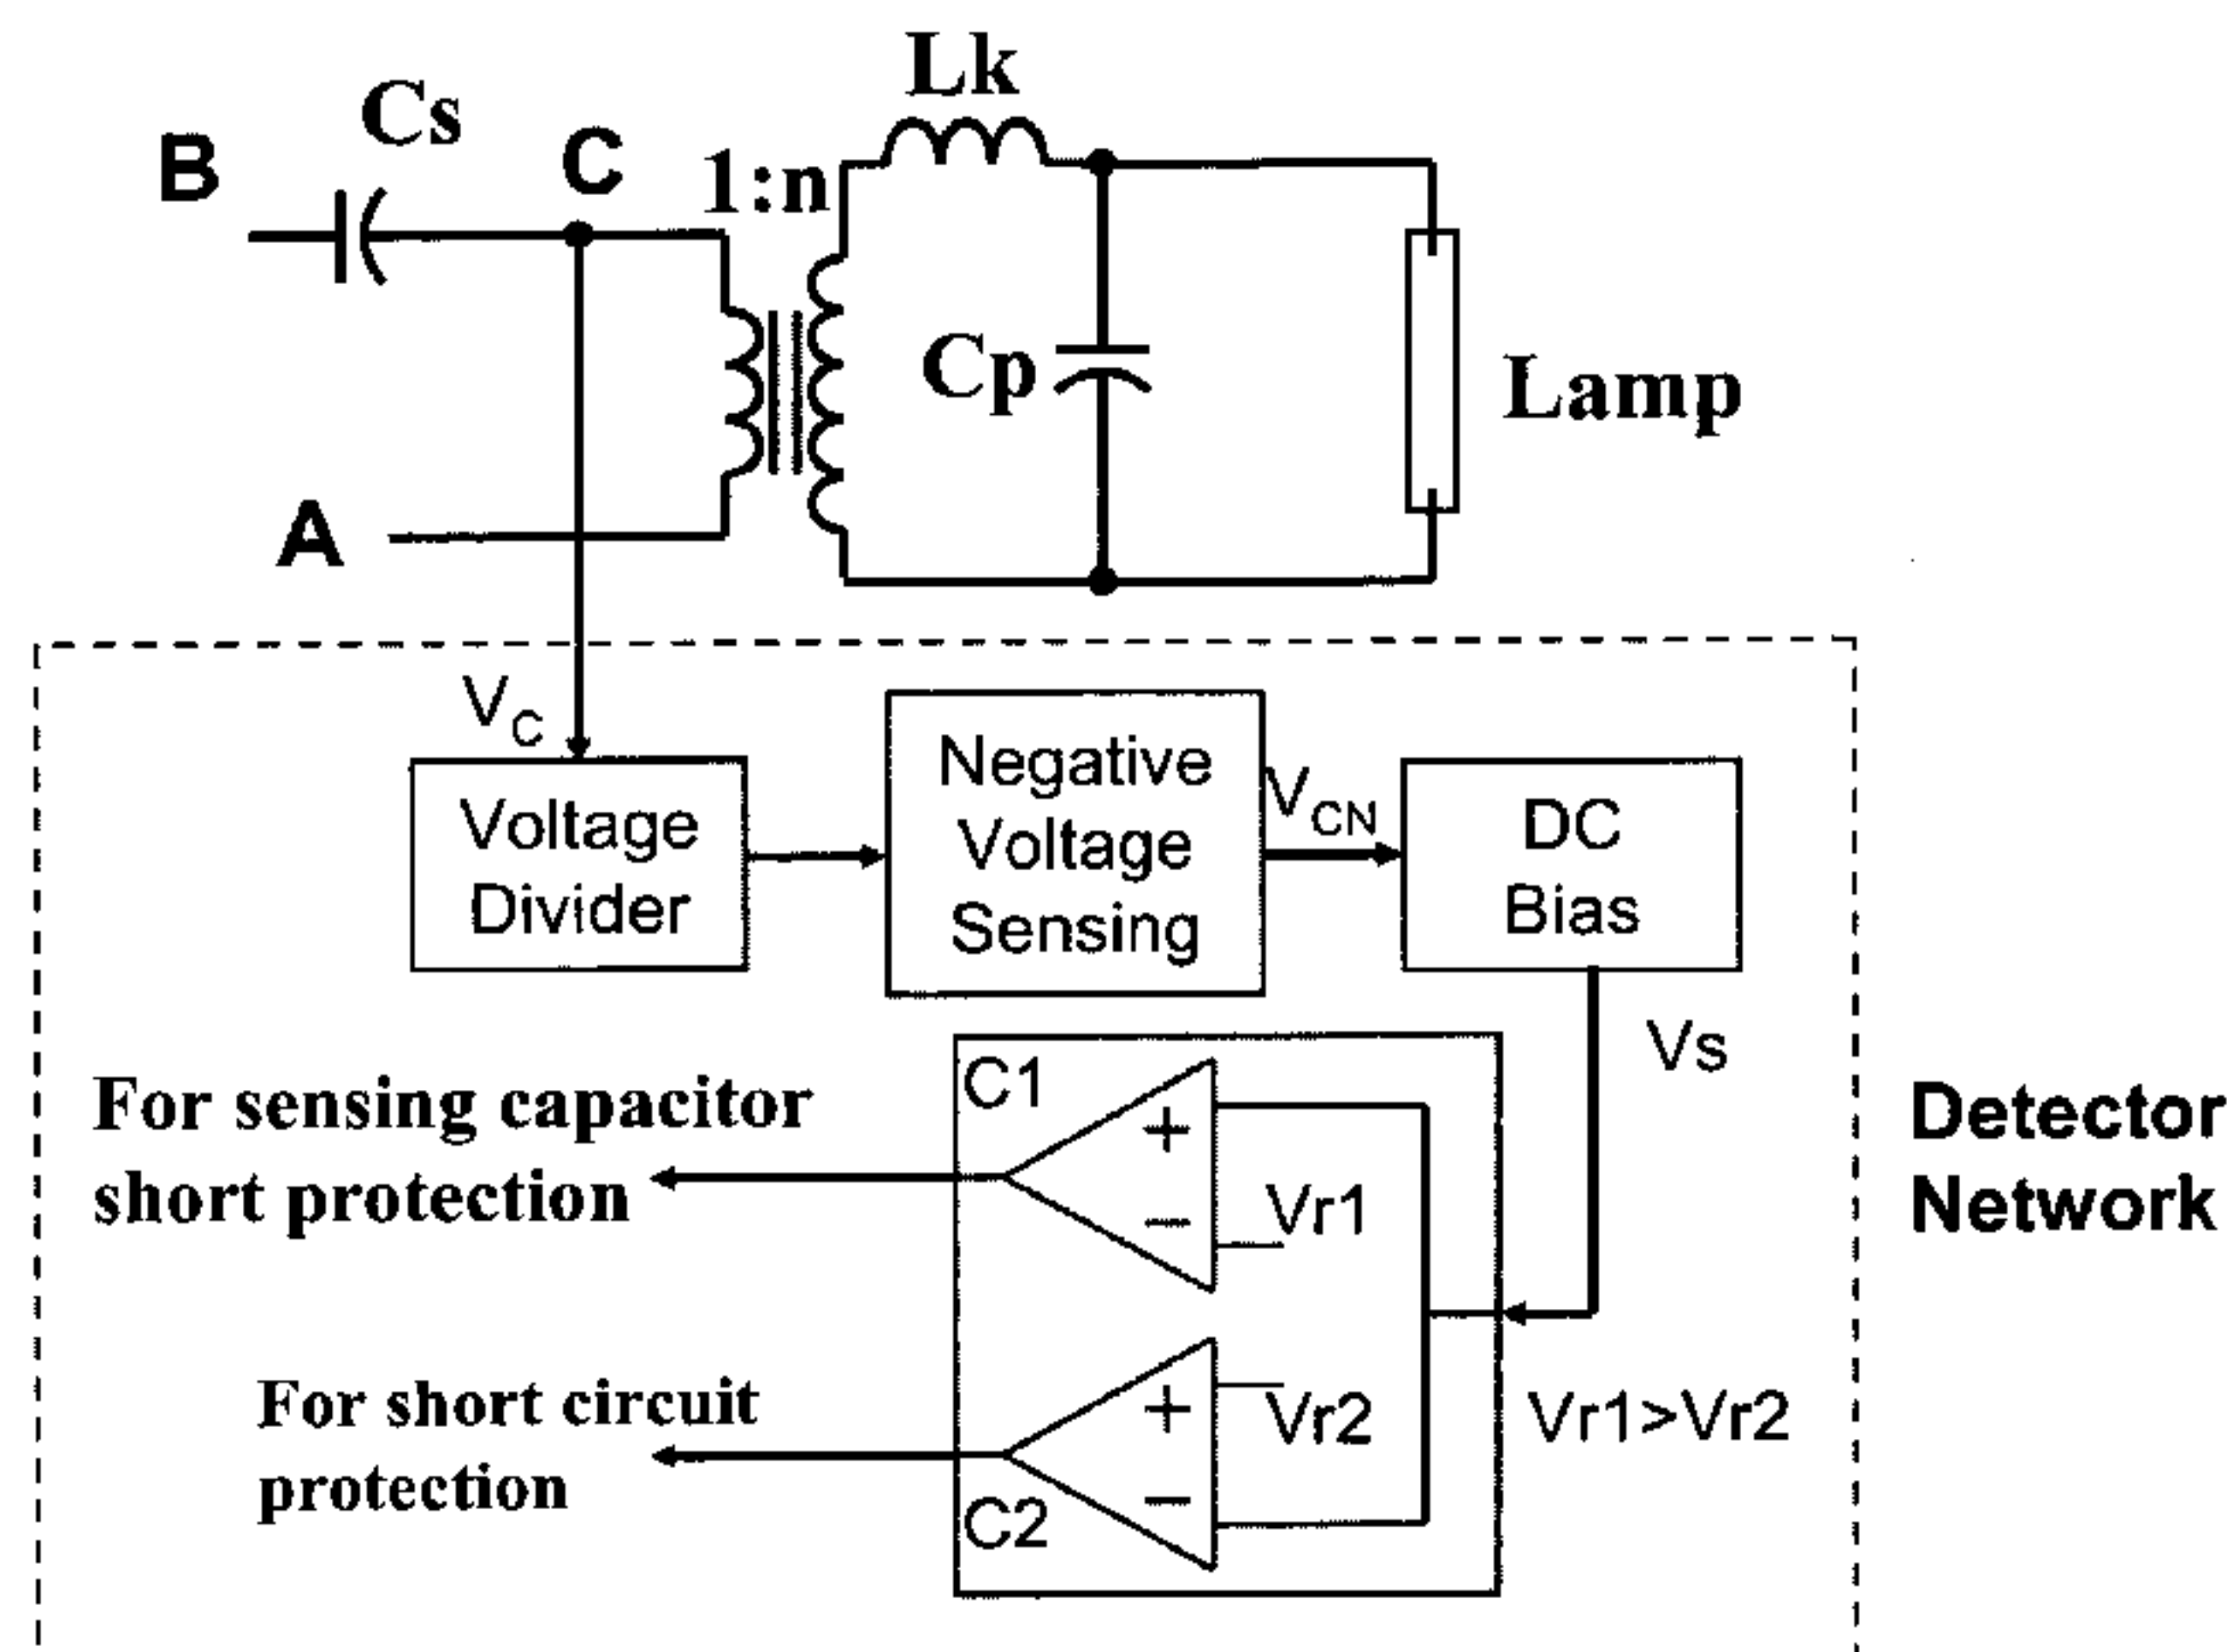 Lk
Cs
B
C
1:n
Cp
Lamp
A
VC
Voltage
Divider
Negative
Voltage
Sensing
VCN
DC
Bias
Vs
C1
+
−
Vr1
For sensing capacitor
short protection
Detector
Network
For short circuit
protection
+
−
Vr2
C2
Vr1>Vr2